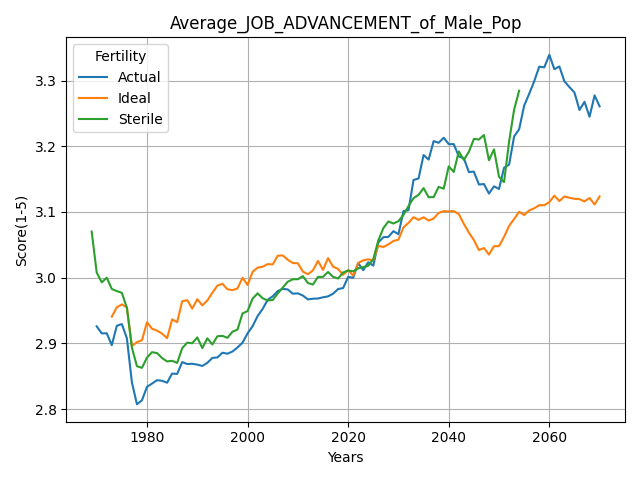 Average_JOB_ADVANCEMENT_of_Male_Pop
Fertility
Actual
Ideal
Sterile
Score(1-5)
3.3
3.2
3.1
3.0
2.9
2.8
1980 2000 2020 2040 2060
Years